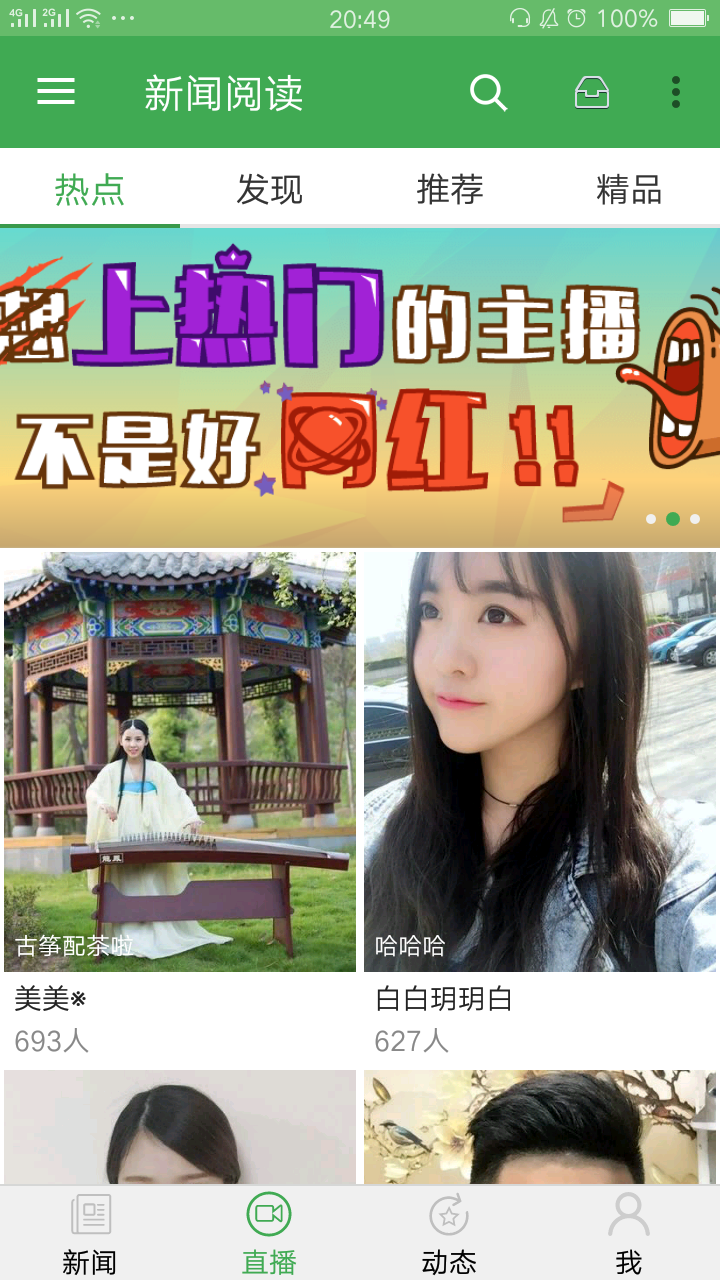 4G 2G 20:49 100%
新闻阅读
热点 发现 推荐 精品
想上热门的主播
不是好网红!!
龍鳳
古筝配茶啦 哈哈哈
美美※ 白白玥玥白
693人 627人
新闻 直播 动态 我